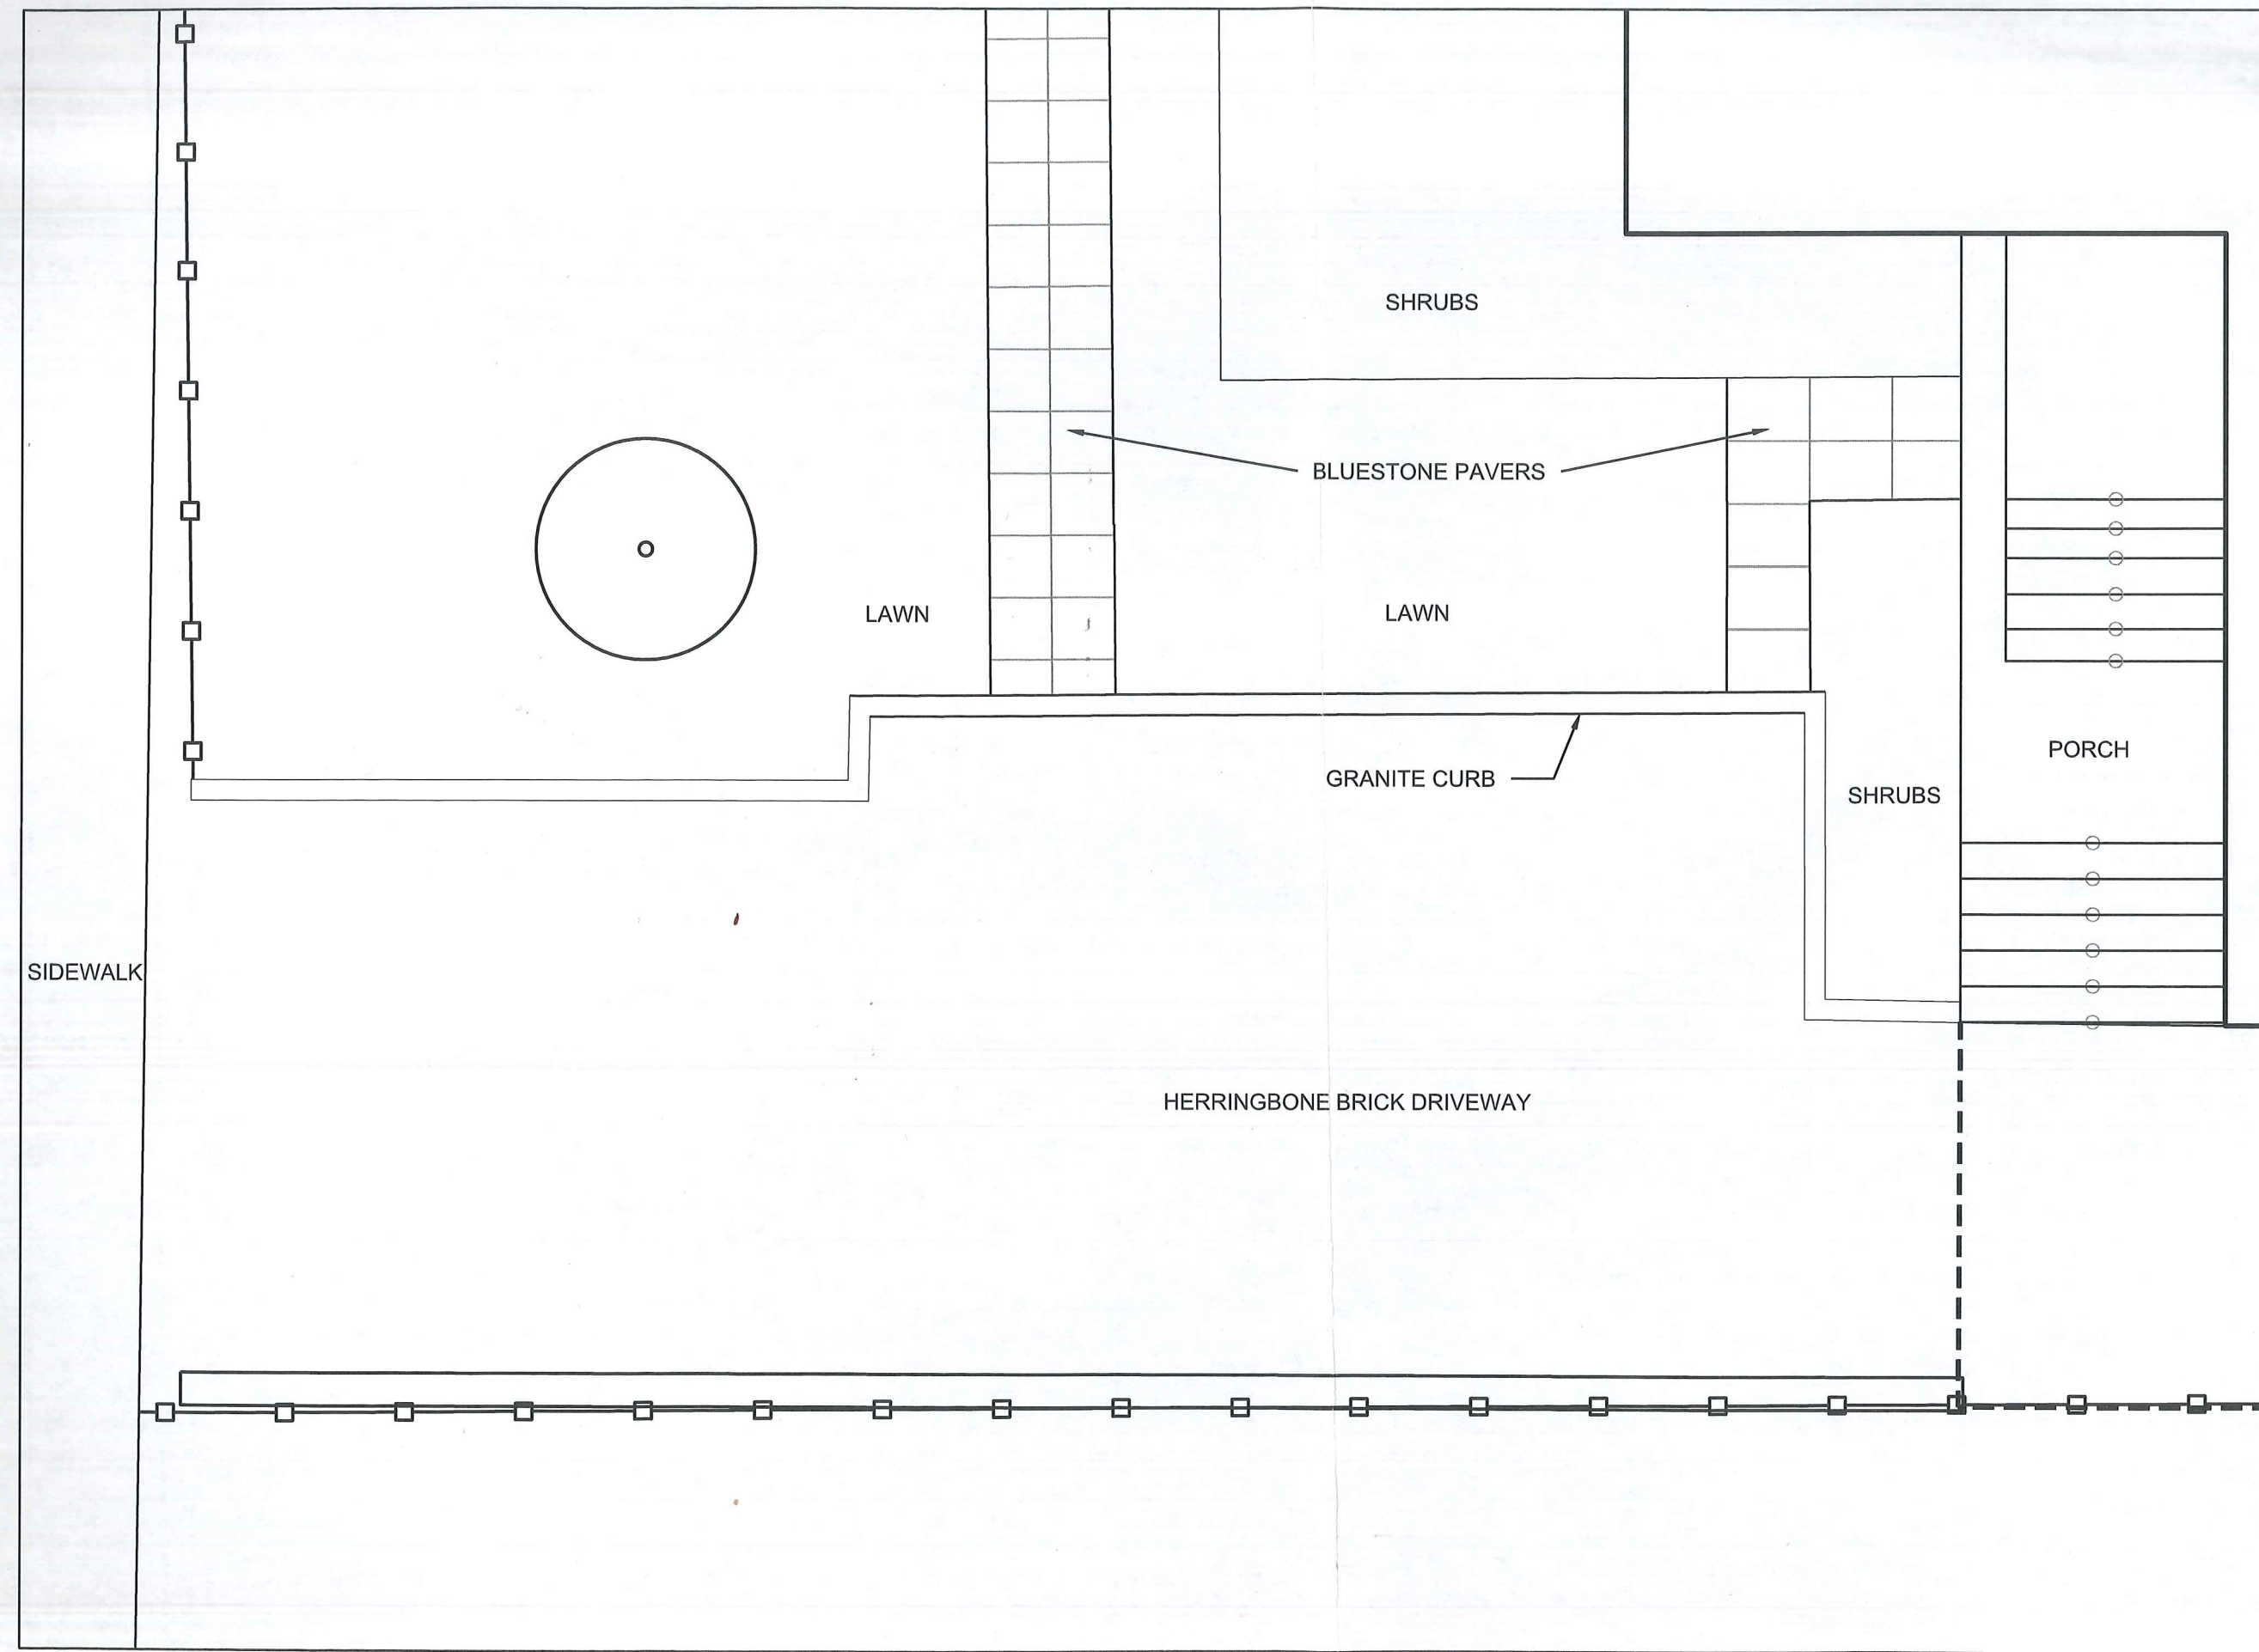 SHRUBS
BLUESTONE PAVERS
LAWN
LAWN
PORCH
GRANITE CURB
SHRUBS
SIDEWALK
HERRINGBONE BRICK DRIVEWAY